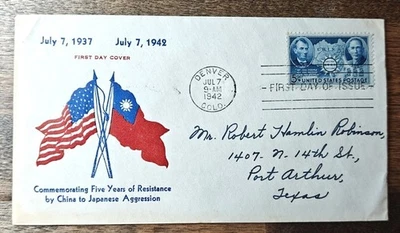 July 7, 1937 July 7, 1942
FIRST DAY COVER
DENVER
JUL 7
9-AM
1942
COLO.
CHINA
5¢ UNITED STATES POSTAGE
FIRST DAY OF ISSUE
Mr. Robert Hamlin Robinson,
1407-N-14th St.,
Port Arthur,
Texas
Commemorating Five Years of Resistance
by China to Japanese Aggression